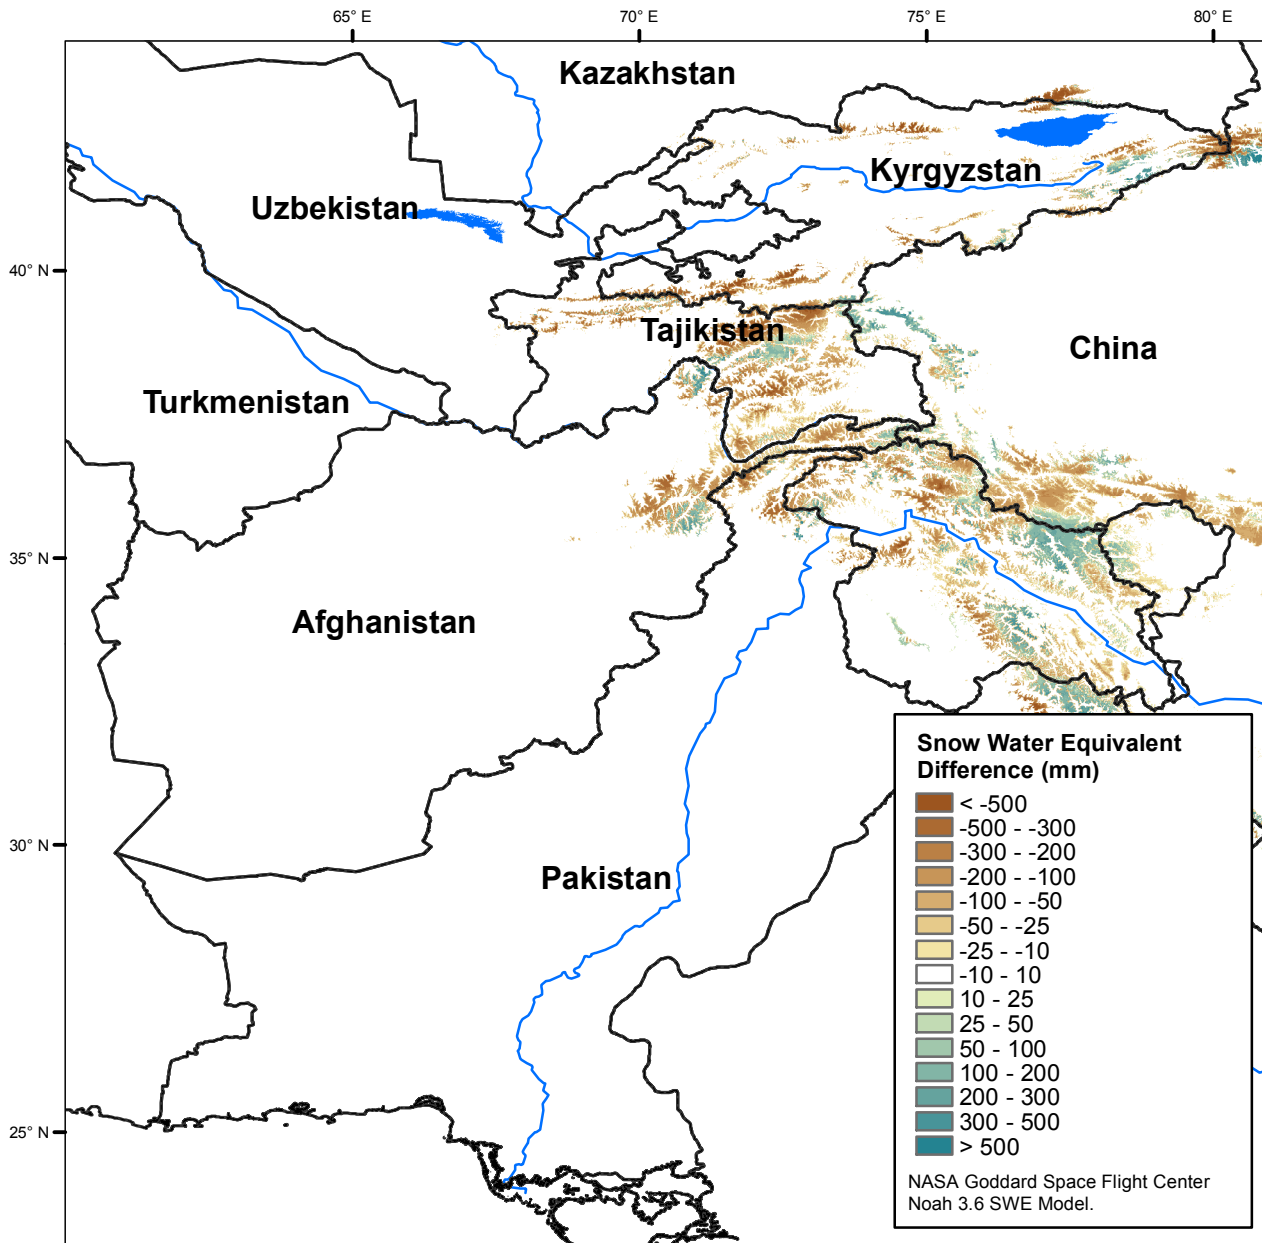 65° E
70° E
75° E
80° E
Kazakhstan
Kyrgyzstan
Uzbekistan
40° N
Tajikistan
China
Turkmenistan
35° N
Afghanistan
Snow Water Equivalent
Difference (mm)
< -500
-500 - -300
-300 - -200
-200 - -100
-100 - -50
-50 - -25
-25 - -10
-10 - 10
10 - 25
25 - 50
50 - 100
100 - 200
200 - 300
300 - 500
> 500
NASA Goddard Space Flight Center
Noah 3.6 SWE Model.
30° N
Pakistan
25° N